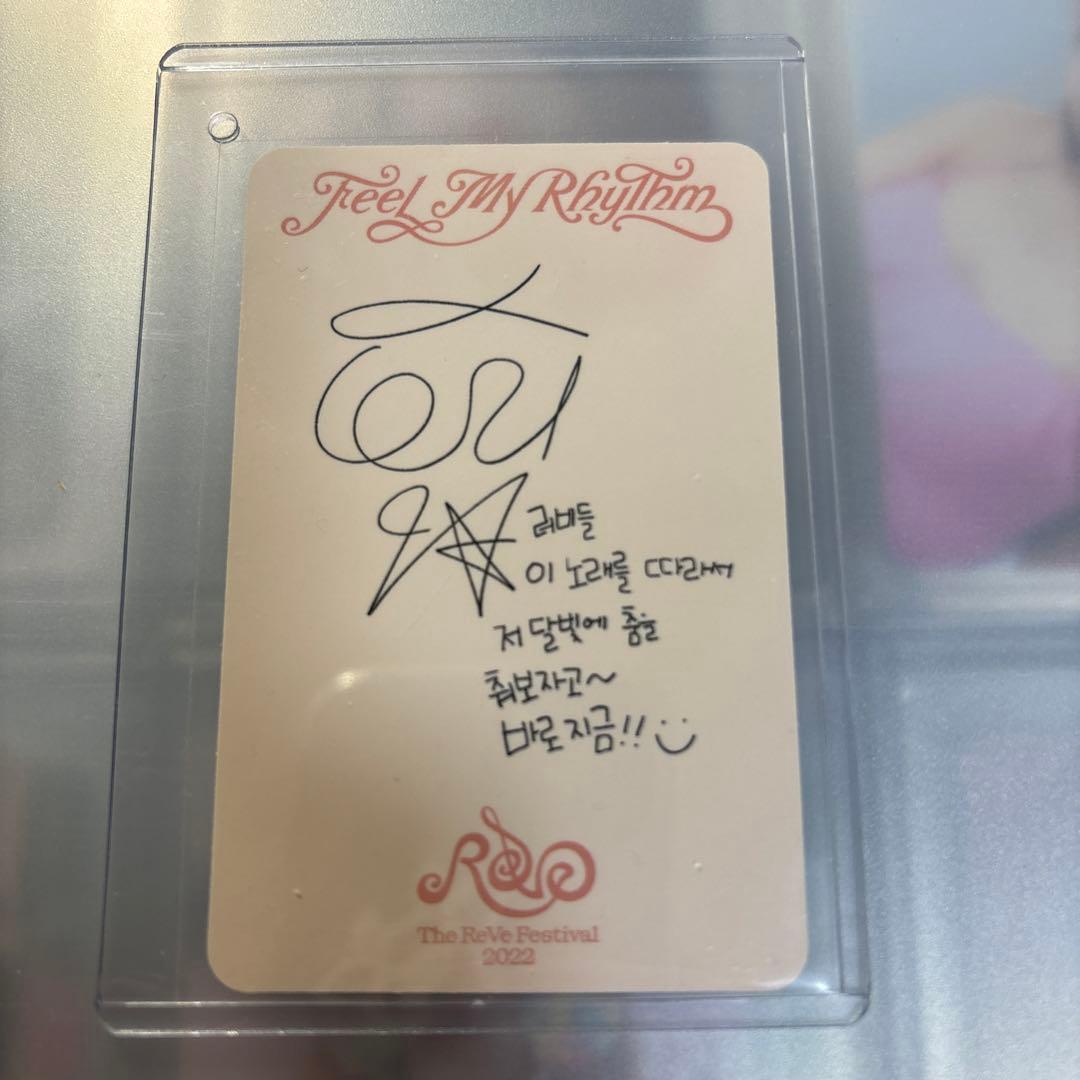 Feel My Rhythm
러비들
이 노래를 따라서
저 달빛에 춤을
춰보자고~
바로 지금!!
ReVe
The ReVe Festival
2022